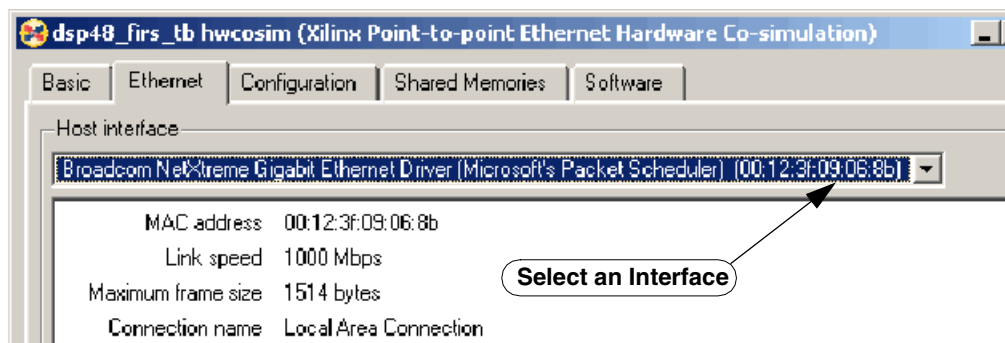 dsp48_firs_tb hwcosim (Xilinx Point-to-point Ethernet Hardware Co-simulation)
Basic Ethernet Configuration Shared Memories Software
Host interface
Broadcom NetXtreme Gigabit Ethernet Driver (Microsoft's Packet Scheduler) (00:12:3f:09:06:8b)
MAC address 00:12:3f:09:06:8b
Link speed 1000 Mbps
Select an Interface
Maximum frame size 1514 bytes
Connection name Local Area Connection